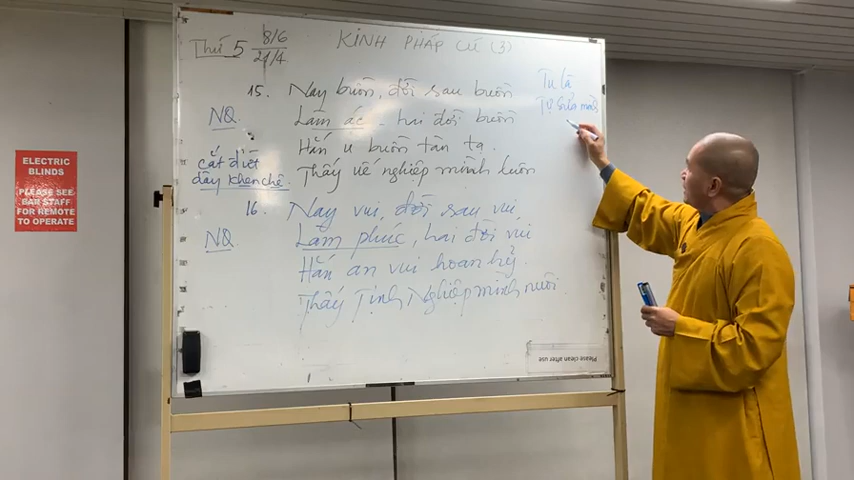 Thứ 5 8/6
21/4
KINH PHÁP CÚ (3)
15. Nay buồn, đời sau buồn
NQ Làm ác, hai đời buồn
Hắn u buồn tàn tạ.
Thấy uế nghiệp mình luôn
cắt diệt
dây khen chê
16. Nay vui, đời sau vui
NQ Làm phúc, hai đời vui
Hắn an vui hoan hỷ.
Thấy Tịnh Nghiệp mình nuôi.
Tu là
Tự sửa mình
ELECTRIC
BLINDS
PLEASE SEE
BAR STAFF
FOR REMOTE
TO OPERATE
Please clean after use